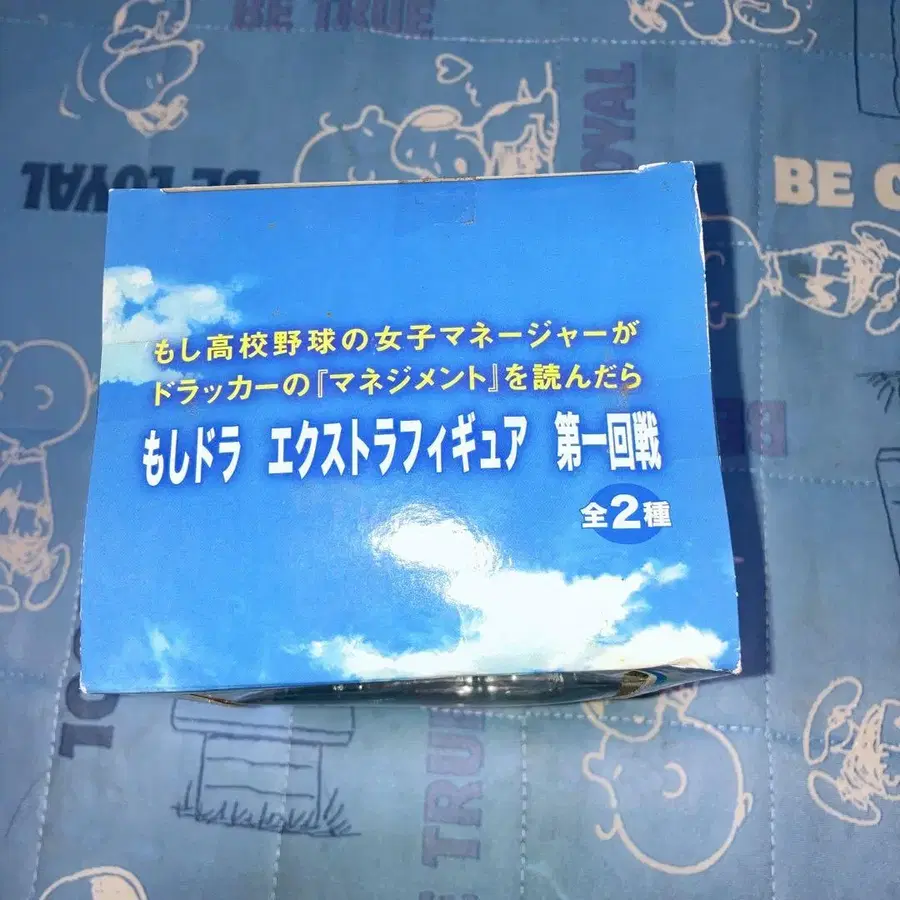 BE TRUE
BE LOYAL
LOYAL
BE C
もし高校野球の女子マネージャーが
ドラッカーの『マネジメント』を読んだら
もしドラ エクストラフィギュア 第一回戦
全2種
BE TRUE